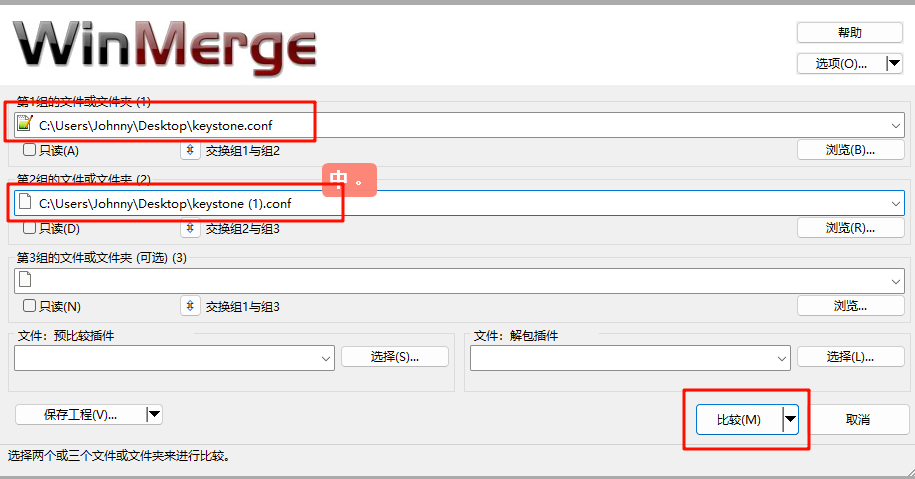 WinMerge
帮助
选项(O)...
第1组的文件或文件夹 (1)
C:\Users\Johnny\Desktop\keystone.conf
只读(A)
交换组1与组2
浏览(B)...
第2组的文件或文件夹 (2)
中 。
C:\Users\Johnny\Desktop\keystone (1).conf
只读(D)
交换组2与组3
浏览(R)...
第3组的文件或文件夹 (可选) (3)
只读(N)
交换组1与组3
浏览...
文件：预比较插件
文件：解包插件
选择(S)...
选择(L)...
保存工程(V)...
比较(M)
取消
选择两个或三个文件或文件夹来进行比较。